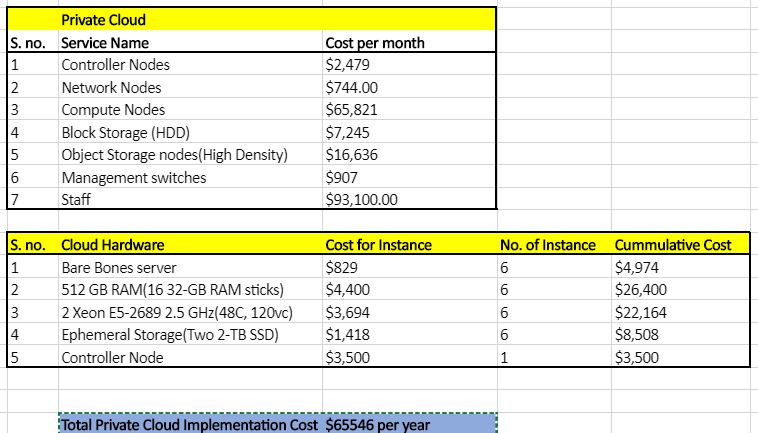 Private Cloud
S. no. Service Name Cost per month
1 Controller Nodes $2,479
2 Network Nodes $744.00
3 Compute Nodes $65,821
4 Block Storage (HDD) $7,245
5 Object Storage nodes(High Density) $16,636
6 Management switches $907
7 Staff $93,100.00
S. no. Cloud Hardware Cost for Instance No. of Instance Cummulative Cost
1 Bare Bones server $829 6 $4,974
2 512 GB RAM(16 32-GB RAM sticks) $4,400 6 $26,400
3 2 Xeon E5-2689 2.5 GHz(48C, 120vc) $3,694 6 $22,164
4 Ephemeral Storage(Two 2-TB SSD) $1,418 6 $8,508
5 Controller Node $3,500 1 $3,500
Total Private Cloud Implementation Cost $65546 per year